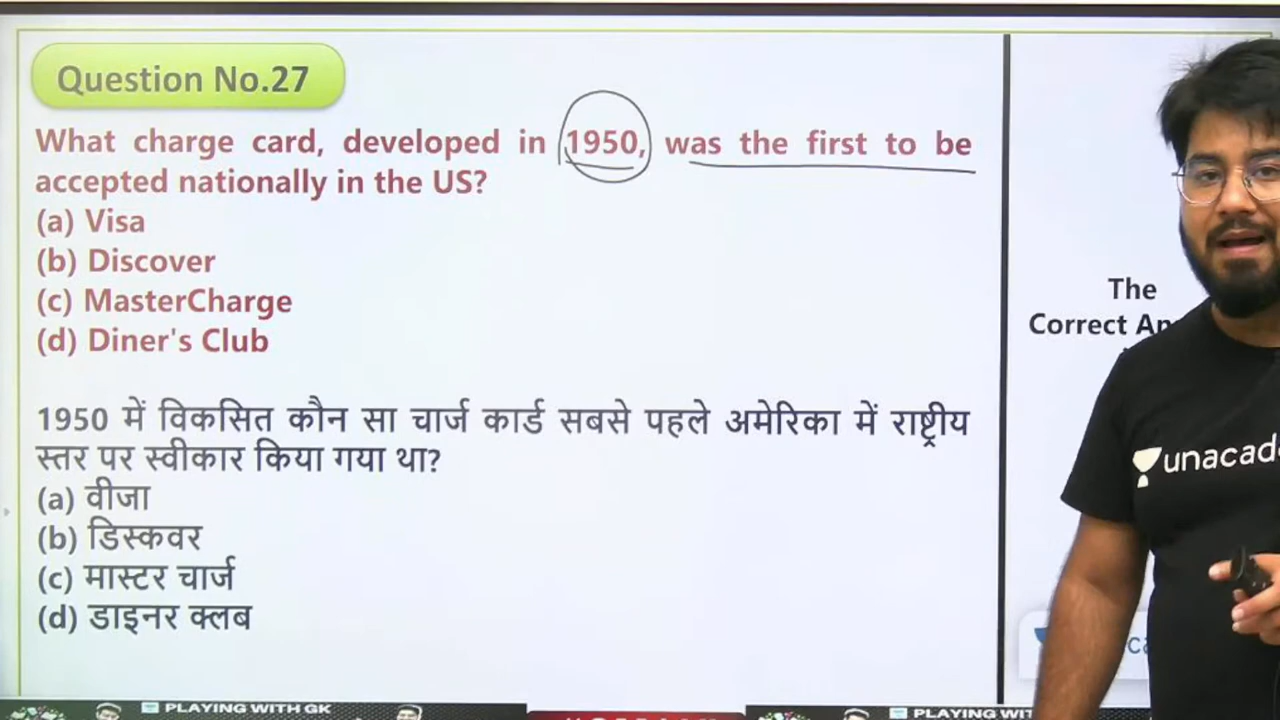 Question No.27
What charge card, developed in 1950, was the first to be
accepted nationally in the US?
(a) Visa
(b) Discover
(c) MasterCharge
(d) Diner's Club
1950 में विकसित कौन सा चार्ज कार्ड सबसे पहले अमेरिका में राष्ट्रीय
स्तर पर स्वीकार किया गया था?
(a) वीजा
(b) डिस्कवर
(c) मास्टर चार्ज
(d) डाइनर क्लब
The
Correct
unacad
PLAYING WITH GK
PLAYING